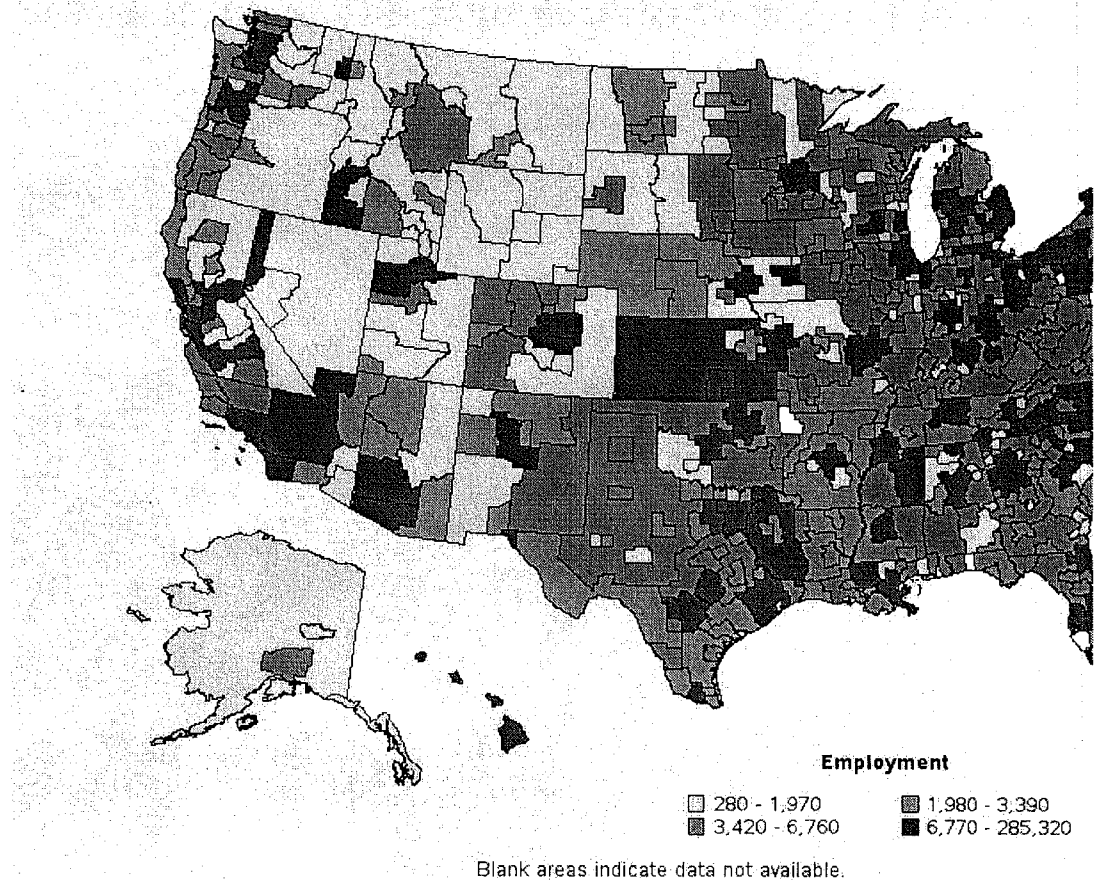 Employment
280 - 1,970 1,980 - 3,390
3,420 - 6,760 6,770 - 285,320
Blank areas indicate data not available.